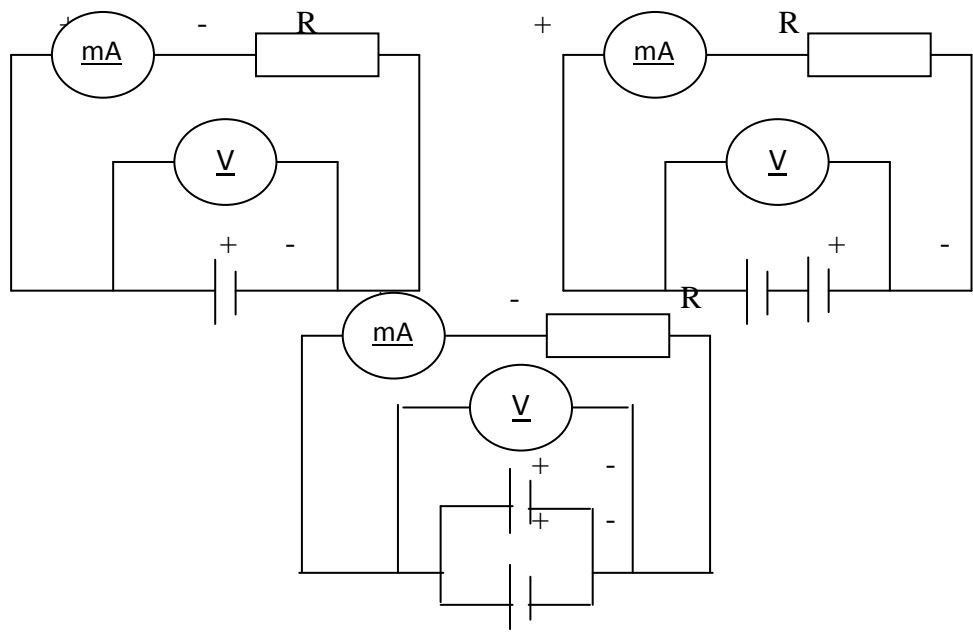 + - R + R
mA mA
V V
+ - + -
- R
mA
V
+ -
+ -